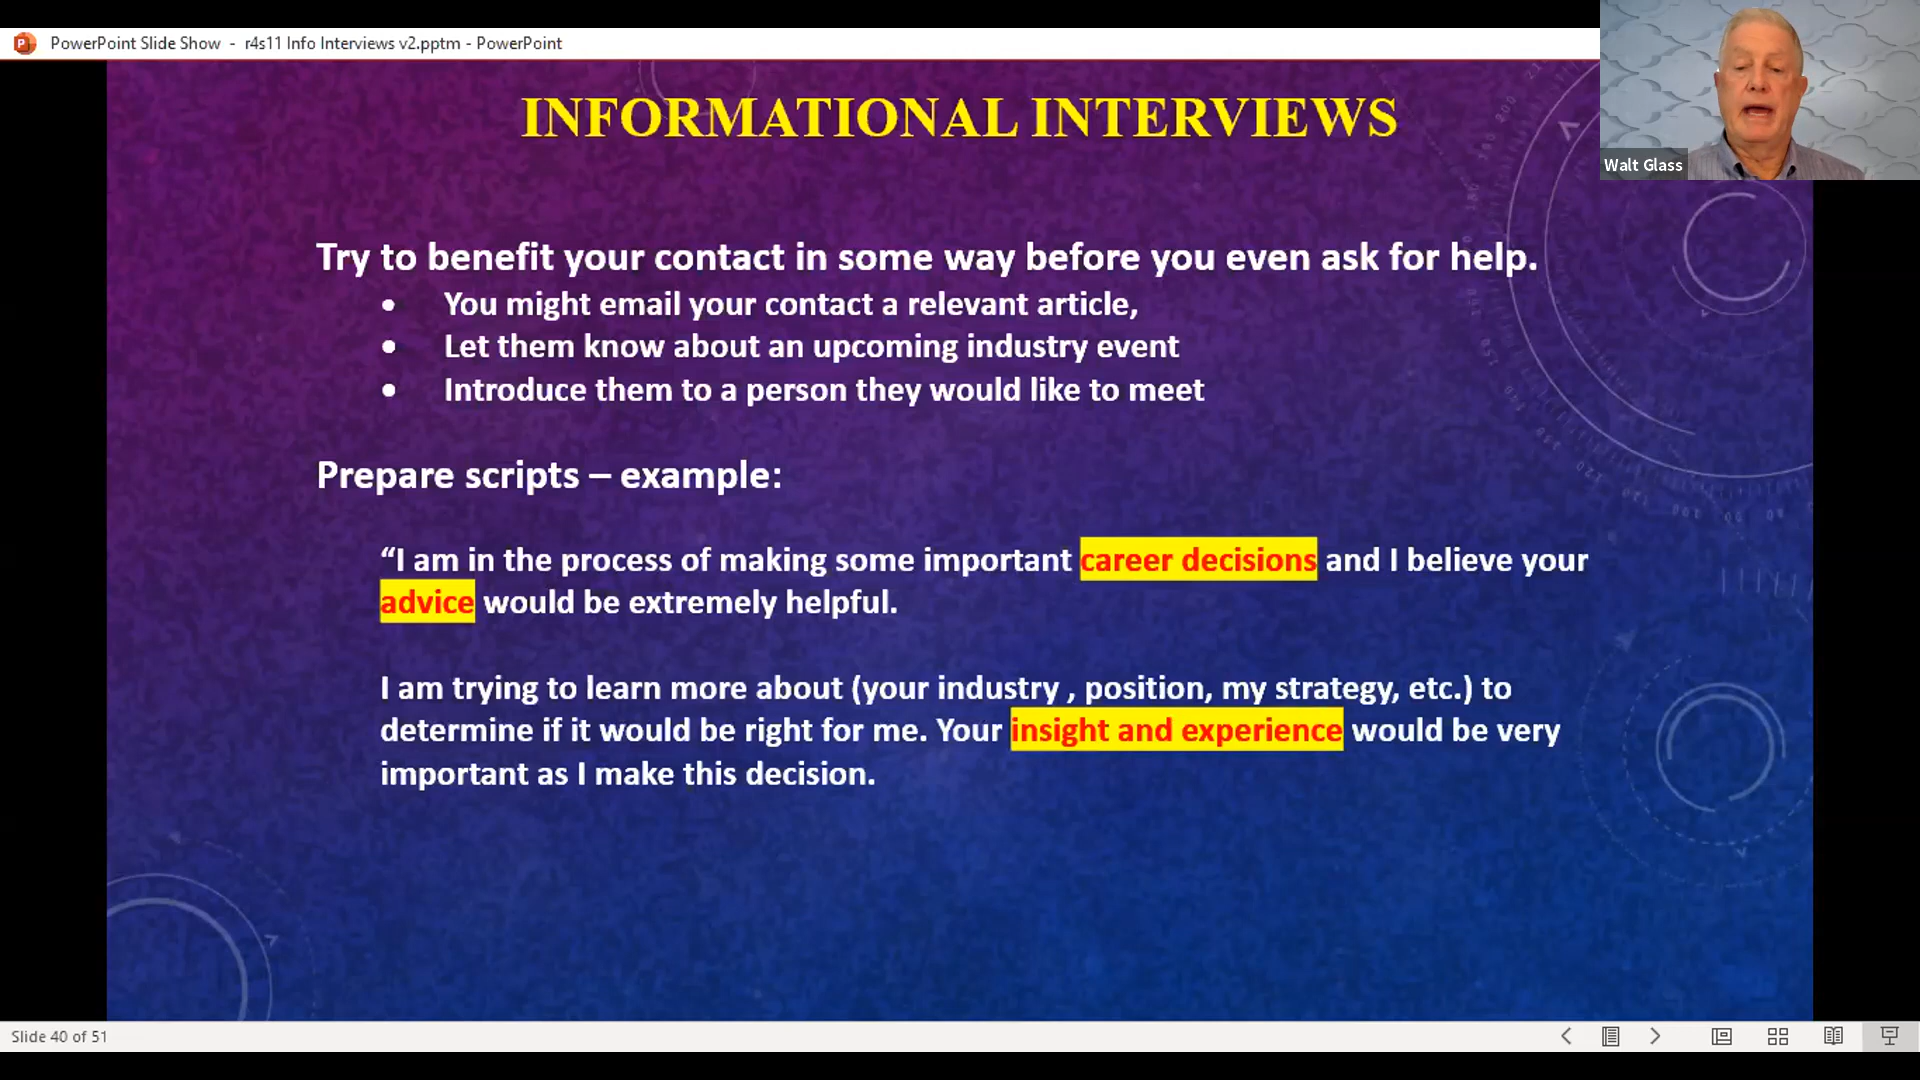 PowerPoint Slide Show - r4s11 Info Interviews v2.pptm - PowerPoint
Walt Glass
INFORMATIONAL INTERVIEWS
Try to benefit your contact in some way before you even ask for help.
• You might email your contact a relevant article,
• Let them know about an upcoming industry event
• Introduce them to a person they would like to meet
Prepare scripts – example:
“I am in the process of making some important career decisions and I believe your
advice would be extremely helpful.
I am trying to learn more about (your industry , position, my strategy, etc.) to
determine if it would be right for me. Your insight and experience would be very
important as I make this decision.
Slide 40 of 51